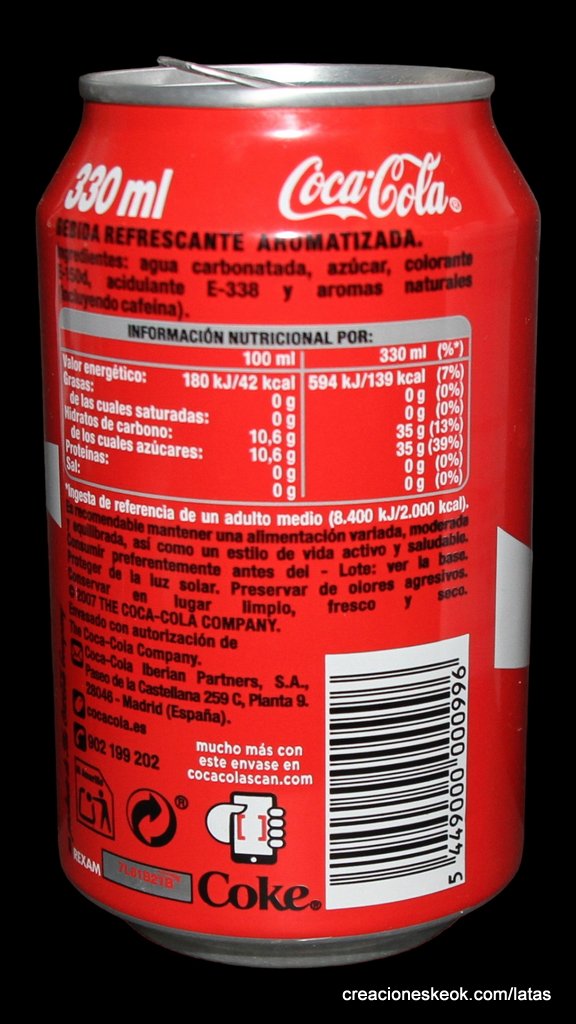 330 ml
Coca-Cola®
BEBIDA REFRESCANTE AROMATIZADA.
Ingredientes: agua carbonatada, azúcar, colorante
E-150d, acidulante E-338 y aromas naturales
(incluyendo cafeína).
INFORMACIÓN NUTRICIONAL POR:
100 ml 330 ml (%*)
Valor energético: 180 kJ/42 kcal 594 kJ/139 kcal (7%)
Grasas: 0 g 0 g (0%)
de las cuales saturadas: 0 g 0 g (0%)
Hidratos de carbono: 10,6 g 35 g (13%)
de los cuales azúcares: 10,6 g 35 g (39%)
Proteínas: 0 g 0 g (0%)
Sal: 0 g 0 g (0%)
*Ingesta de referencia de un adulto medio (8.400 kJ/2.000 kcal).
Es recomendable mantener una alimentación variada, moderada
y equilibrada, así como un estilo de vida activo y saludable.
Consumir preferentemente antes del - Lote: ver la base.
Proteger de la luz solar. Preservar de olores agresivos.
Conservar en lugar limpio, fresco y seco.
©2007 THE COCA-COLA COMPANY.
Envasado con autorización de
The Coca-Cola Company.
Coca-Cola Iberian Partners, S.A.,
Paseo de la Castellana 259 C, Planta 9.
28046 - Madrid (España).
cocacola.es
902 199 202
mucho más con
este envase en
cocacolascan.com
Al Amarillo
®
REXAM
Coke®
5 449000 000996
creacioneskeok.com/latas